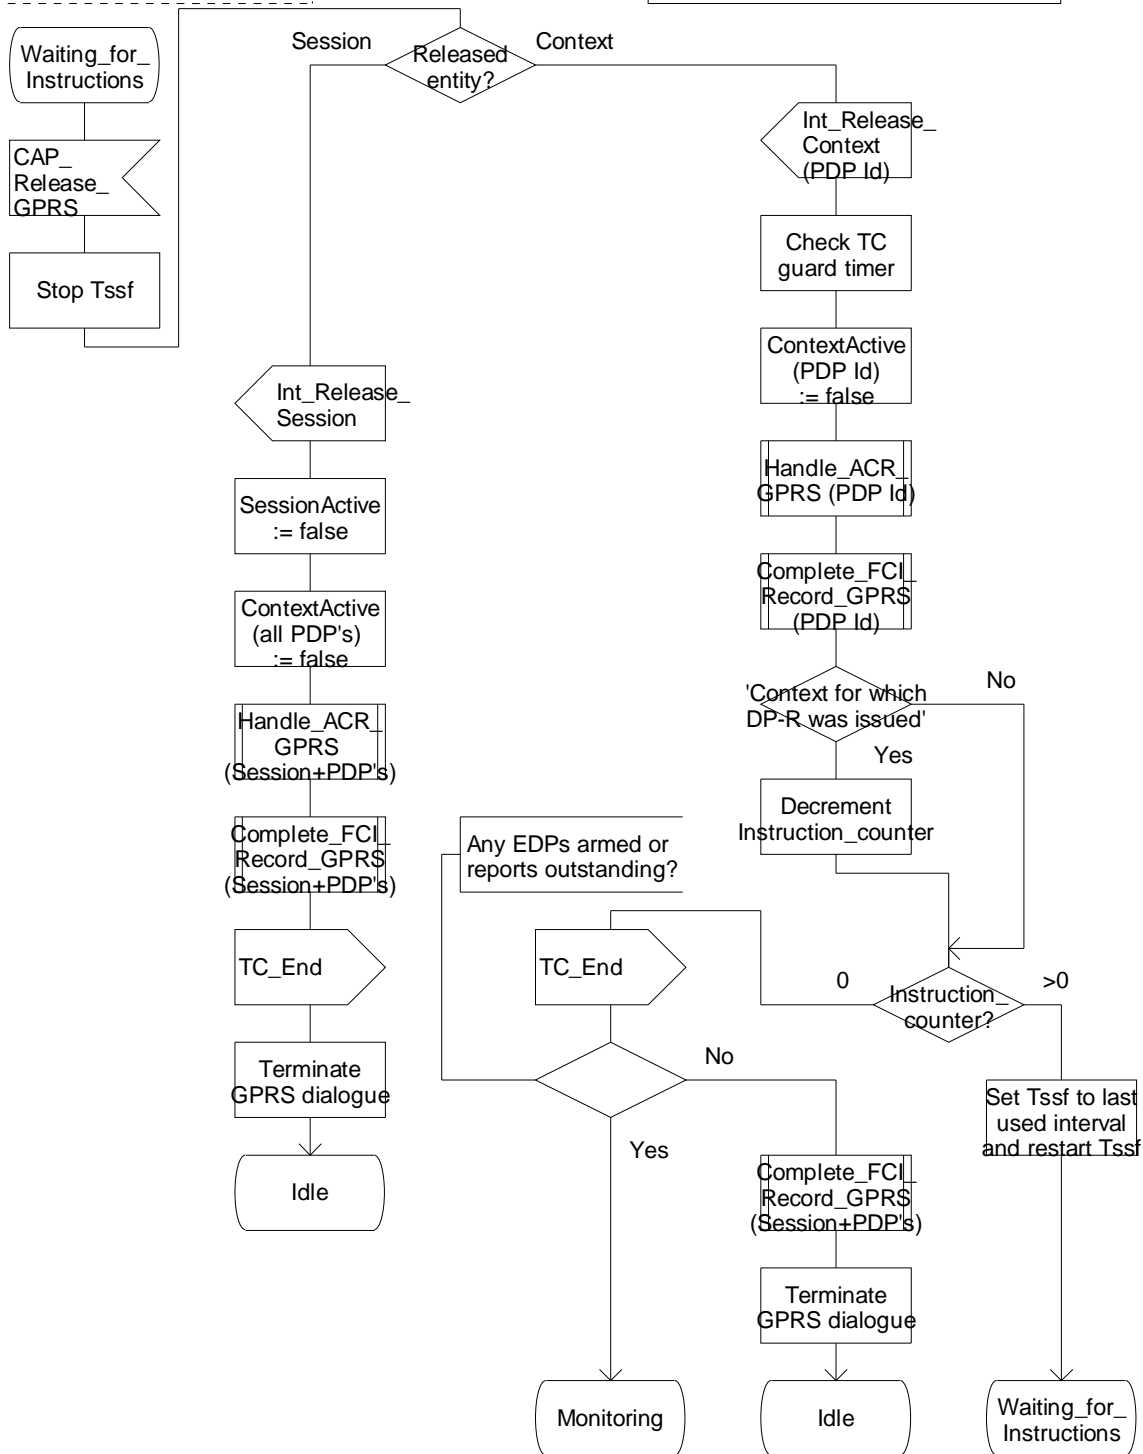 Waiting_for_
Instructions
CAP_
Release_
GPRS
Stop Tssf
Session
Released
entity?
Context
Int_Release_
Session
SessionActive
:= false
ContextActive
(all PDP's)
:= false
Handle_ACR_
GPRS
(Session+PDP's)
Complete_FCI_
Record_GPRS
(Session+PDP's)
TC_End
Terminate
GPRS dialogue
Idle
Int_Release_
Context
(PDP Id)
Check TC
guard timer
ContextActive
(PDP Id)
:= false
Handle_ACR_
GPRS (PDP Id)
Complete_FCI_
Record_GPRS
(PDP Id)
'Context for which
DP-R was issued'
No
Yes
Decrement
Instruction_counter
Instruction_
counter?
0
>0
TC_End
Any EDPs armed or
reports outstanding?
No
Yes
Monitoring
Complete_FCI_
Record_GPRS
(Session+PDP's)
Terminate
GPRS dialogue
Idle
Set Tssf to last
used interval
and restart Tssf
Waiting_for_
Instructions